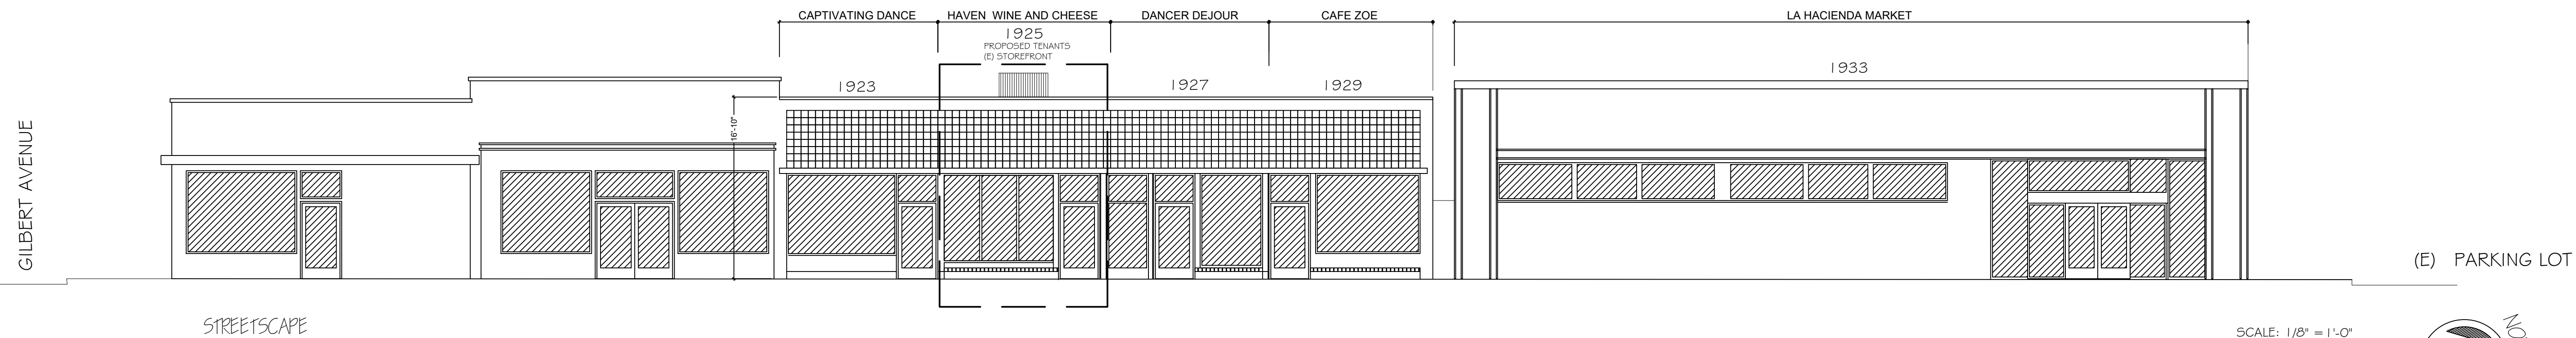 CAPTIVATING DANCE
HAVEN WINE AND CHEESE
DANCER DEJOUR
CAFE ZOE
LA HACIENDA MARKET
1925
PROPOSED TENANTS
(E) STOREFRONT
1923
1927
1929
1933
16'-10"
GILBERT AVENUE
(E) PARKING LOT
STREETSCAPE
SCALE: 1/8" = 1'-0"